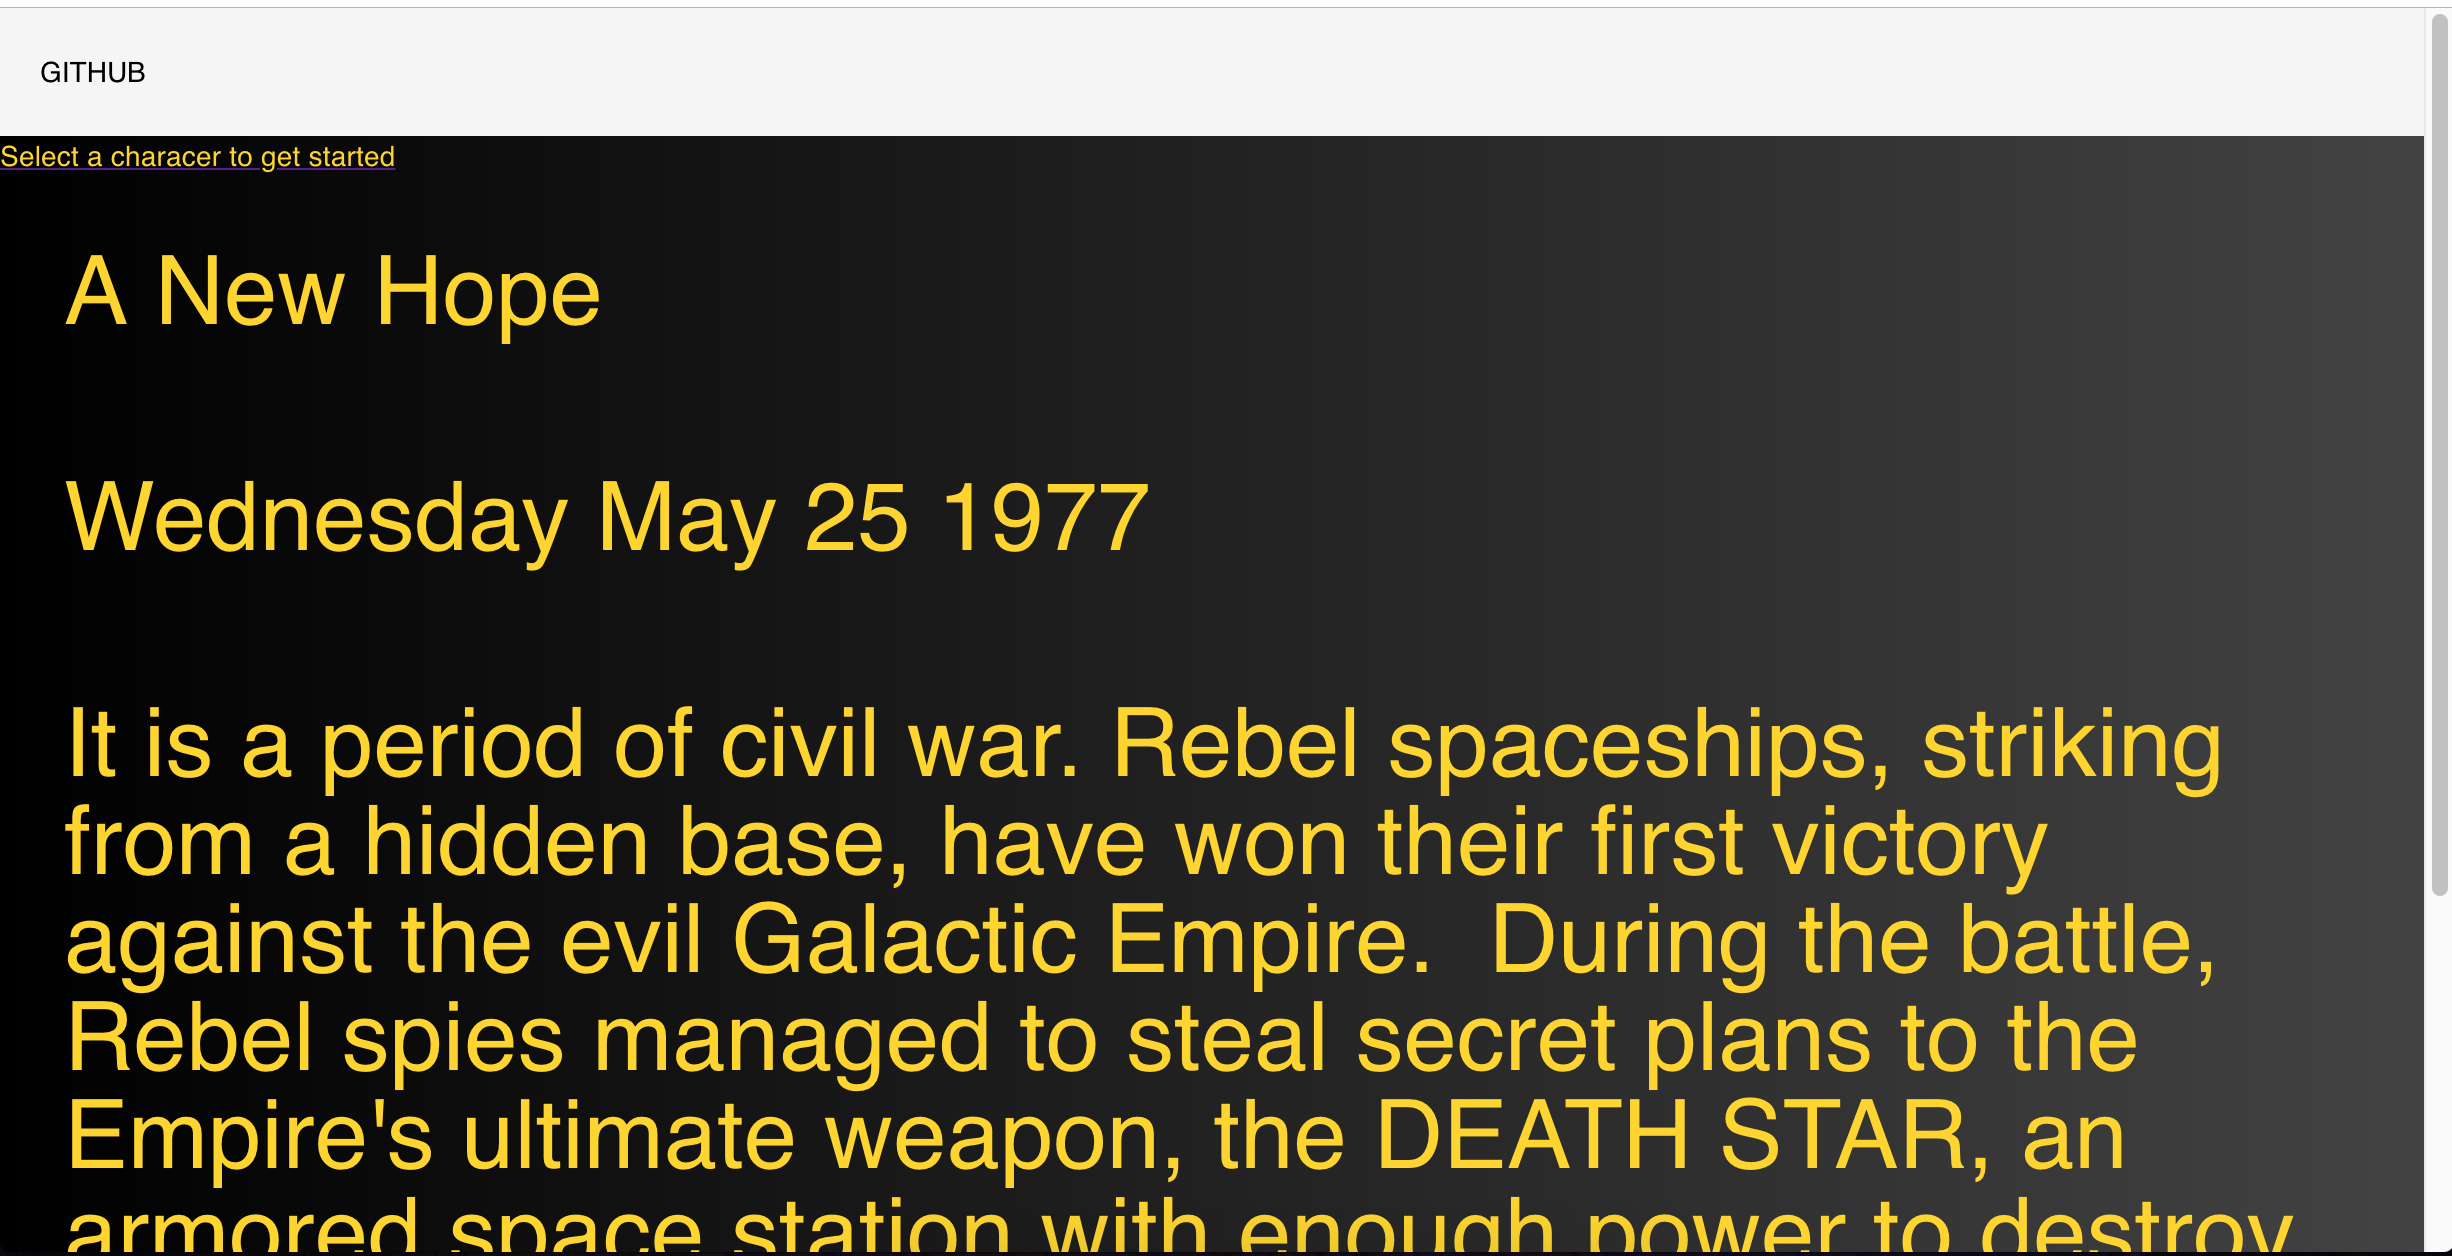 GITHUB
Select a characer to get started
A New Hope
Wednesday May 25 1977
It is a period of civil war. Rebel spaceships, striking
from a hidden base, have won their first victory
against the evil Galactic Empire.  During the battle,
Rebel spies managed to steal secret plans to the
Empire's ultimate weapon, the DEATH STAR, an
armored space station with enough power to destroy